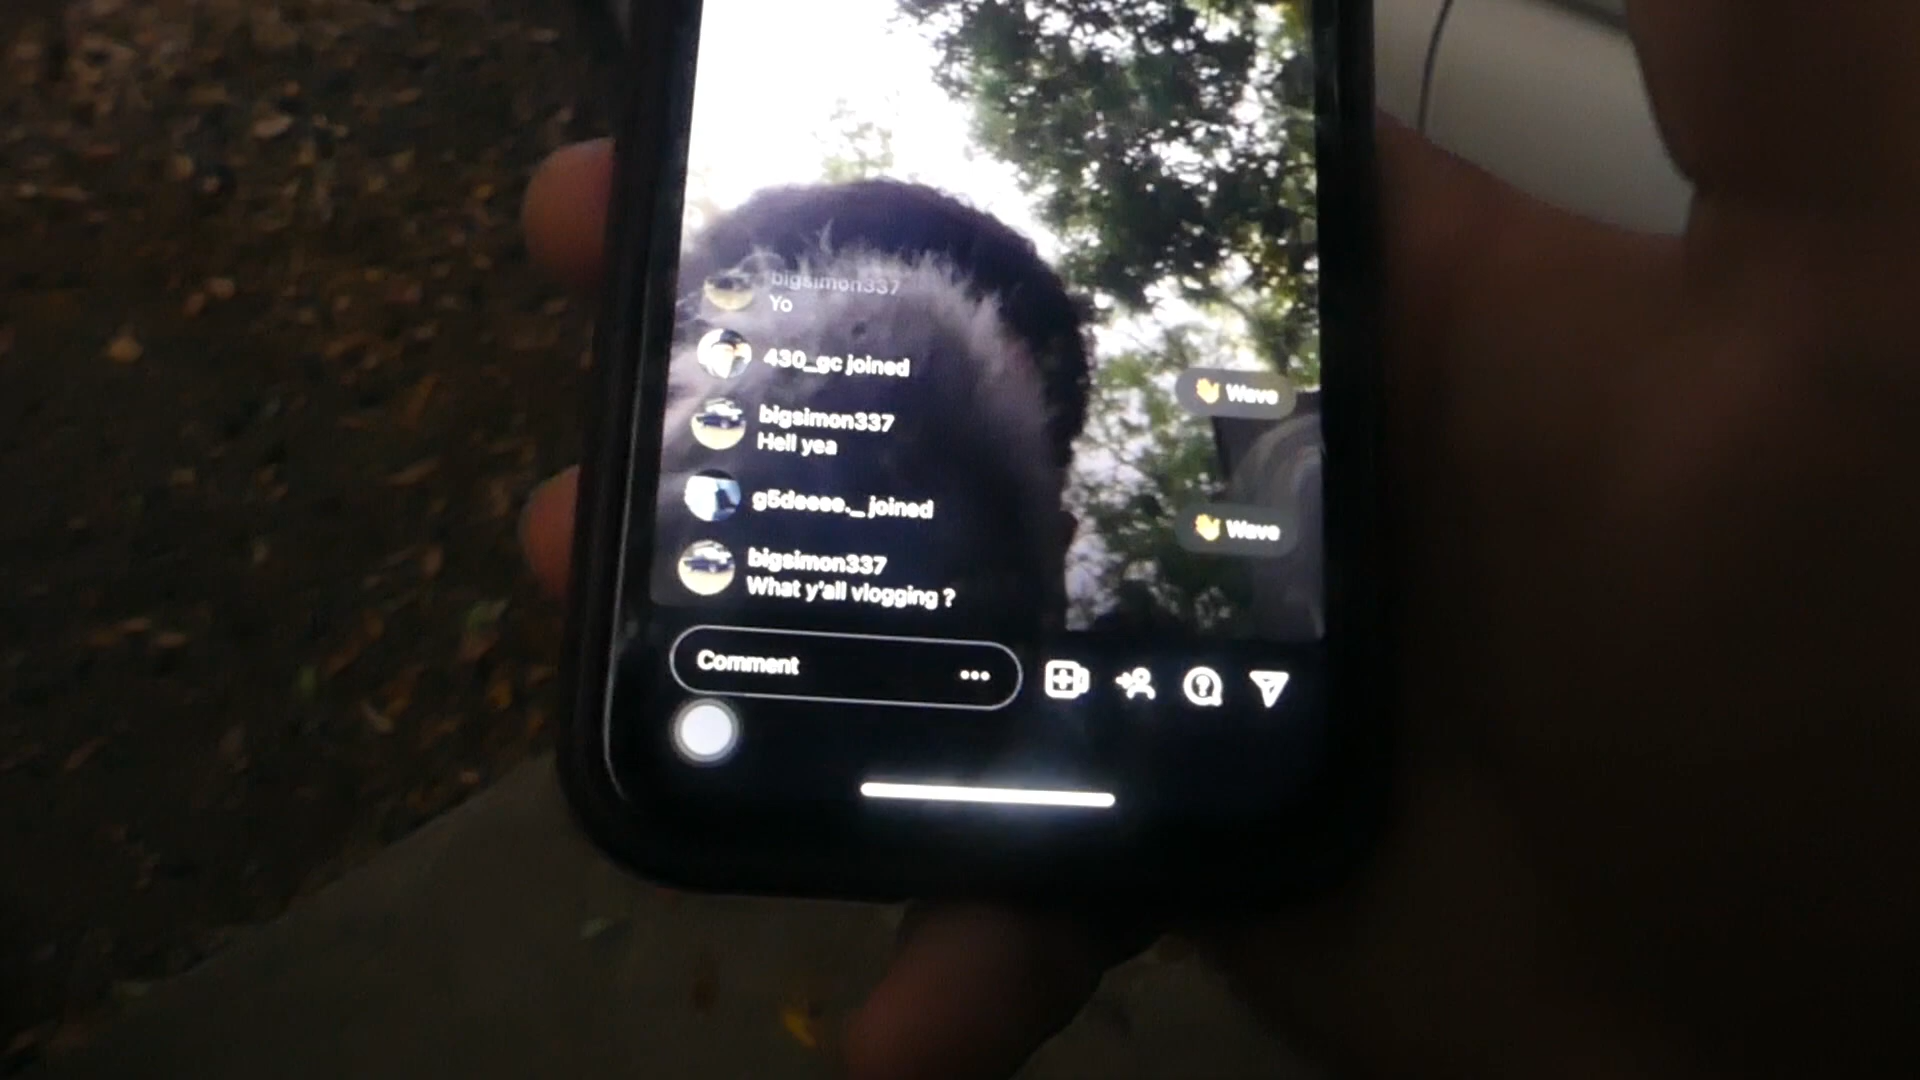 bigsimon337
Yo
430_gc joined
Wave
bigsimon337
Hell yea
g5deeee._ joined
Wave
bigsimon337
What y'all vlogging ?
Comment